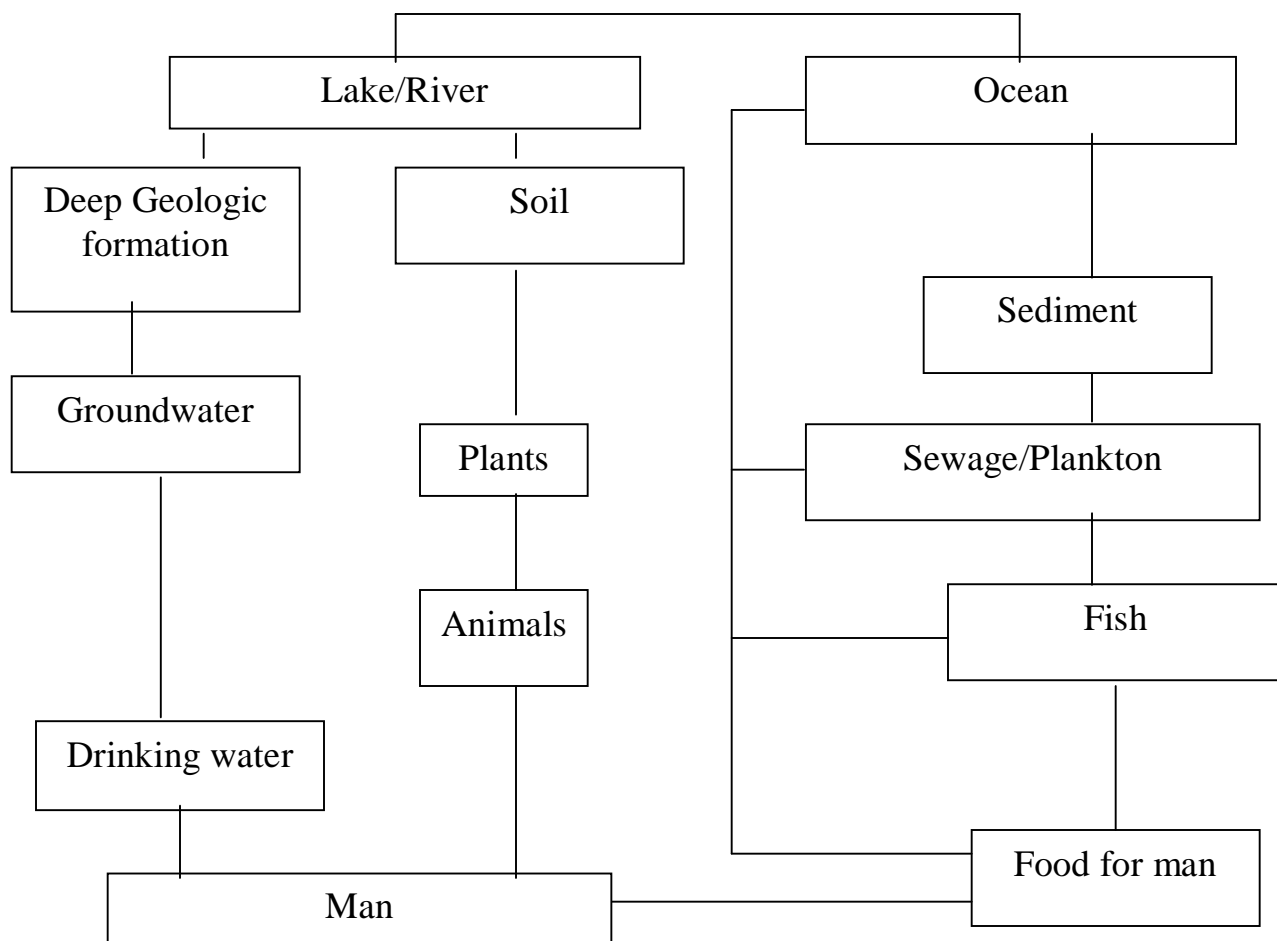 Lake/River
Ocean
Deep Geologic
formation
Soil
Sediment
Groundwater
Plants
Sewage/Plankton
Animals
Fish
Drinking water
Food for man
Man